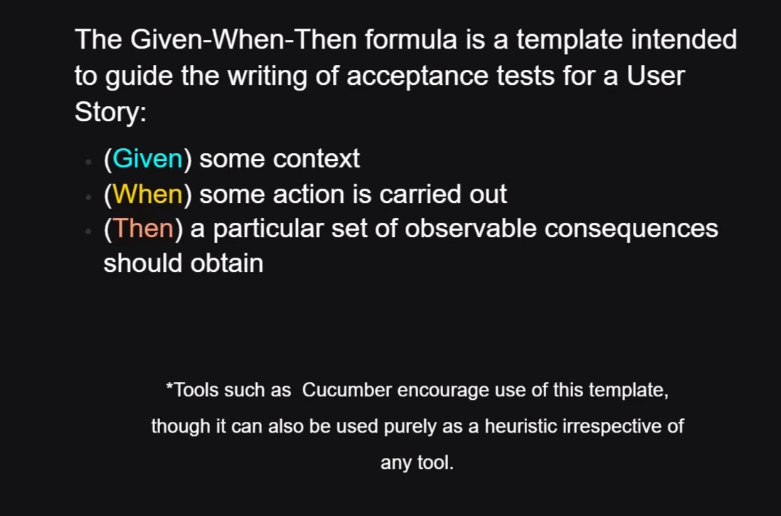 The Given-When-Then formula is a template intended
to guide the writing of acceptance tests for a User
Story:
(Given) some context
(When) some action is carried out
(Then) a particular set of observable consequences
should obtain
*Tools such as  Cucumber encourage use of this template,
though it can also be used purely as a heuristic irrespective of
any tool.